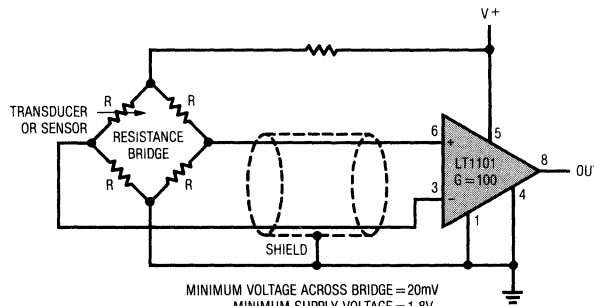 V+
R R
TRANSDUCER
OR SENSOR
RESISTANCE
BRIDGE
R R
6 + 5
LT1101
G=100
8 OUT
3 − 4
1
SHIELD
MINIMUM VOLTAGE ACROSS BRIDGE = 20mV
MINIMUM SUPPLY VOLTAGE = 1.8V